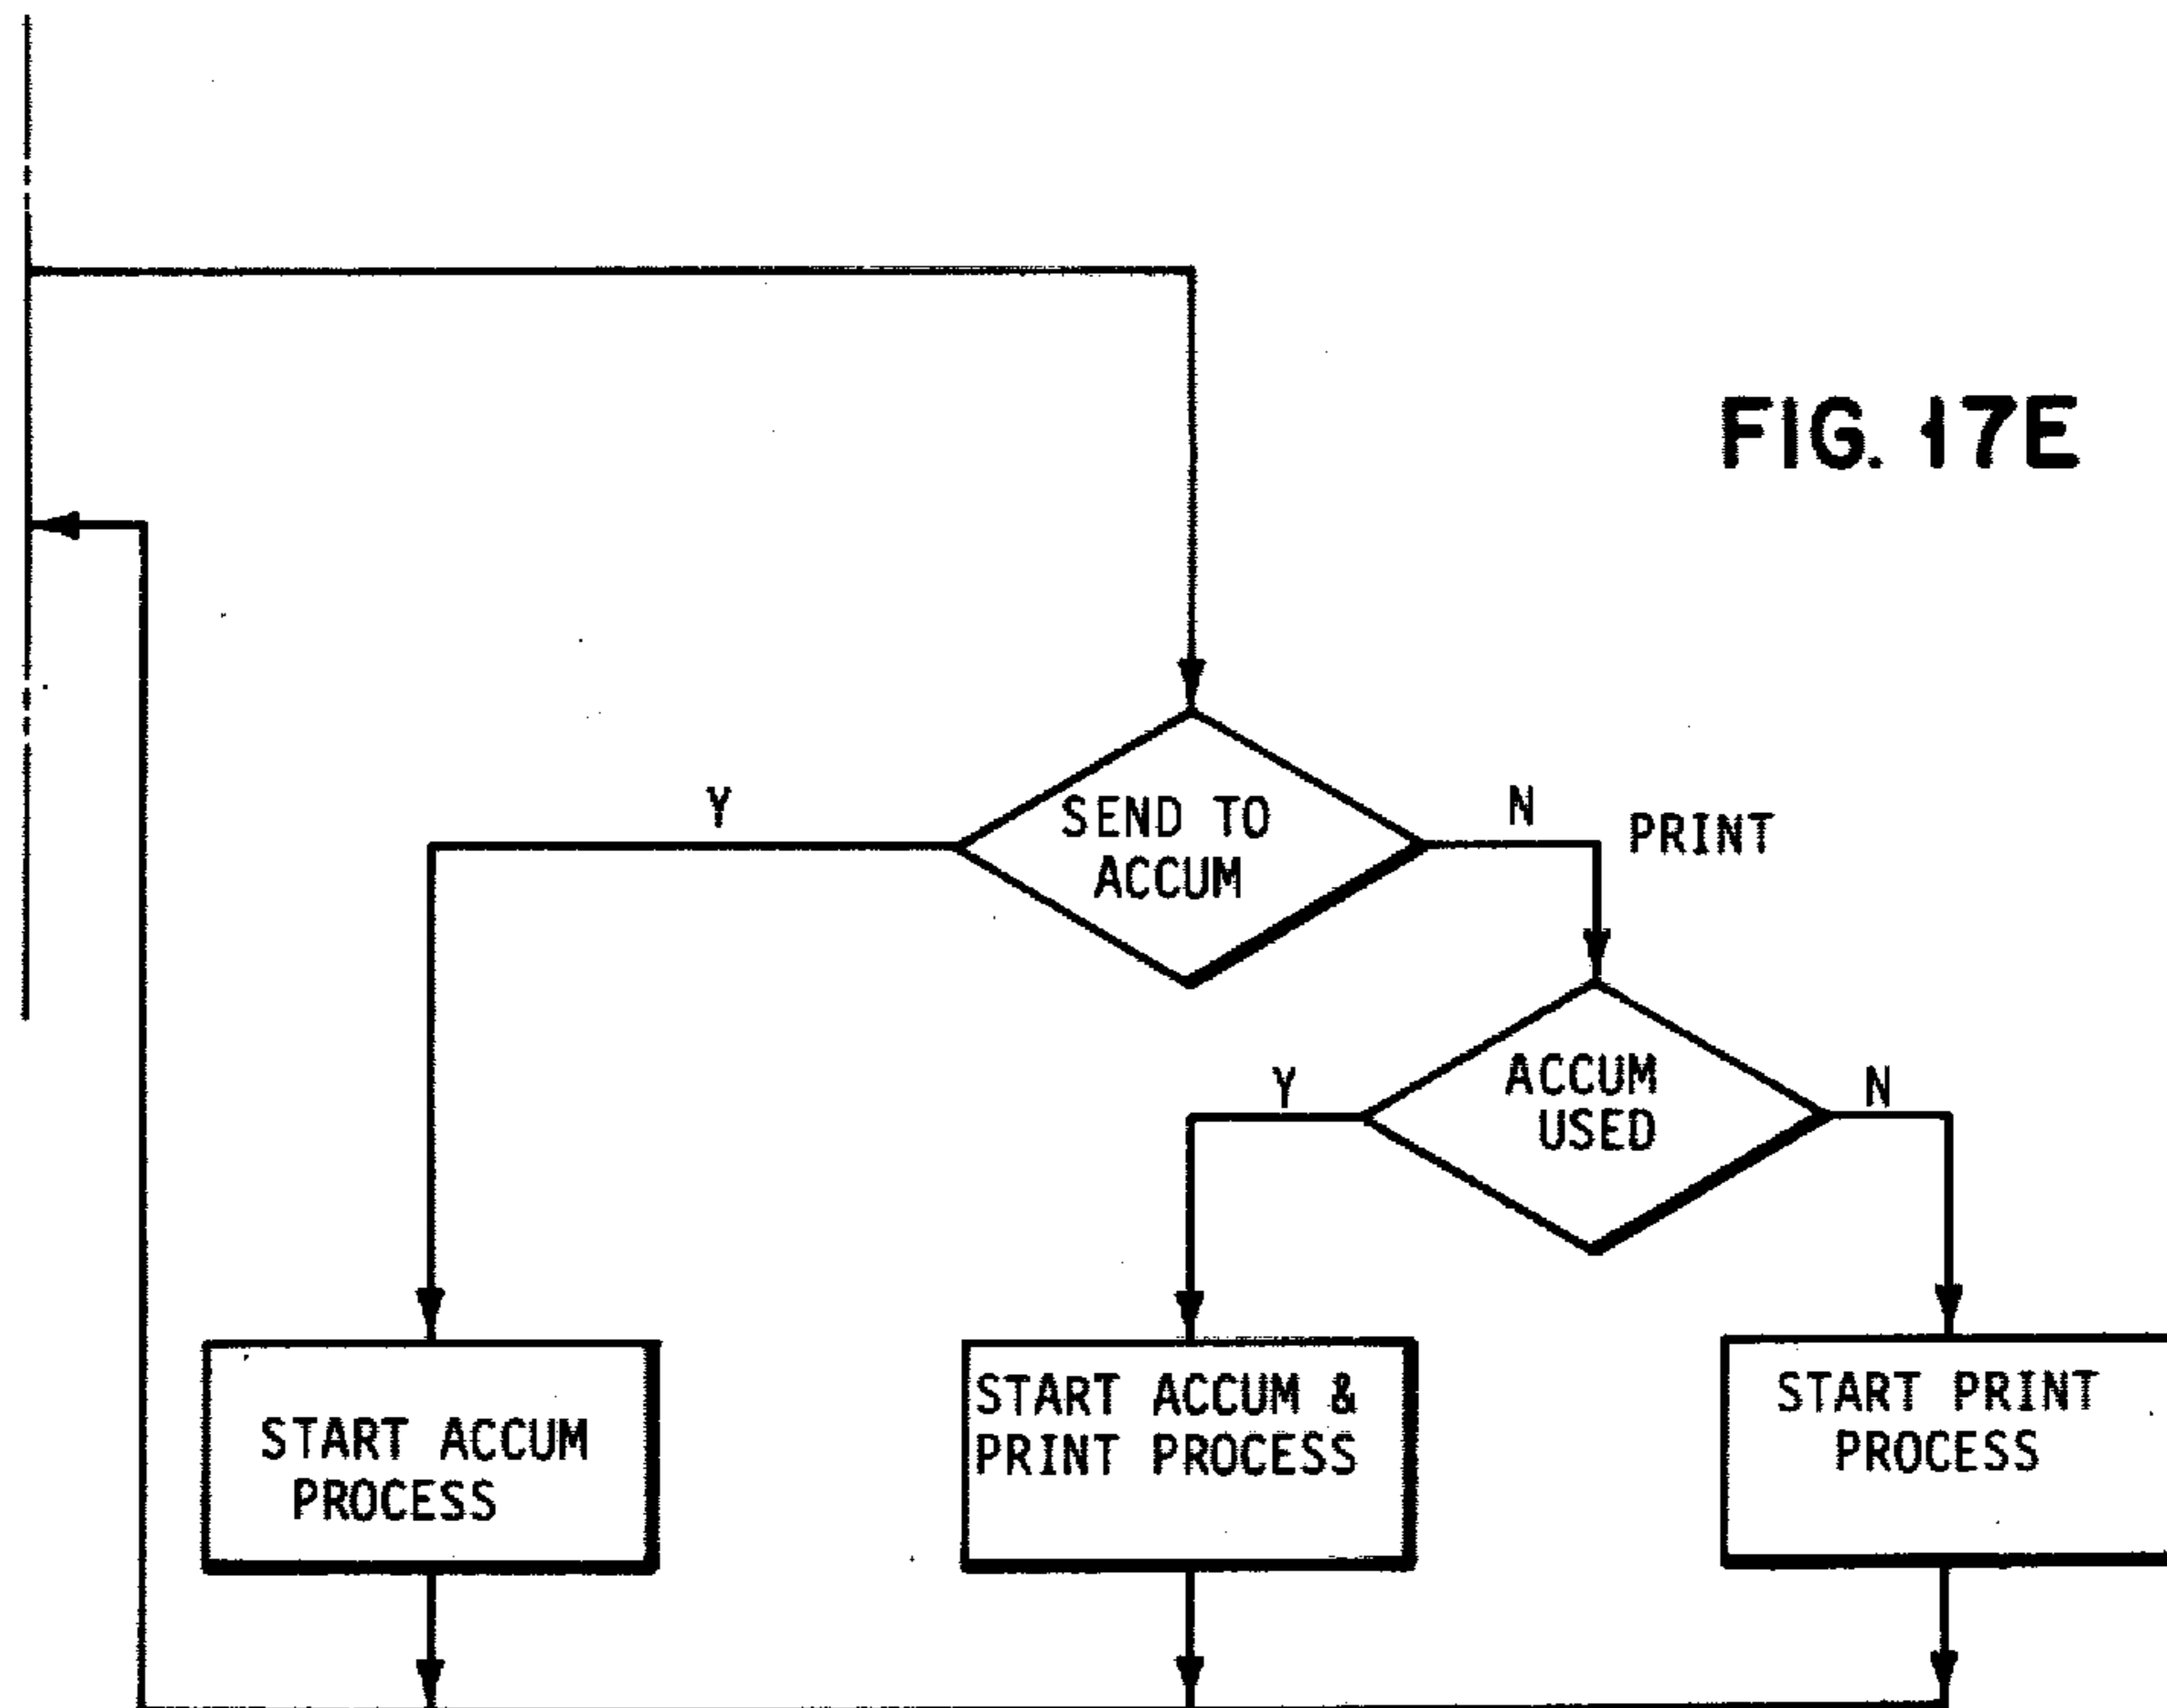 FIG. 17E
Y
SEND TO
ACCUM
N
PRINT
Y
ACCUM
USED
N
START ACCUM
PROCESS
START ACCUM &
PRINT PROCESS
START PRINT
PROCESS